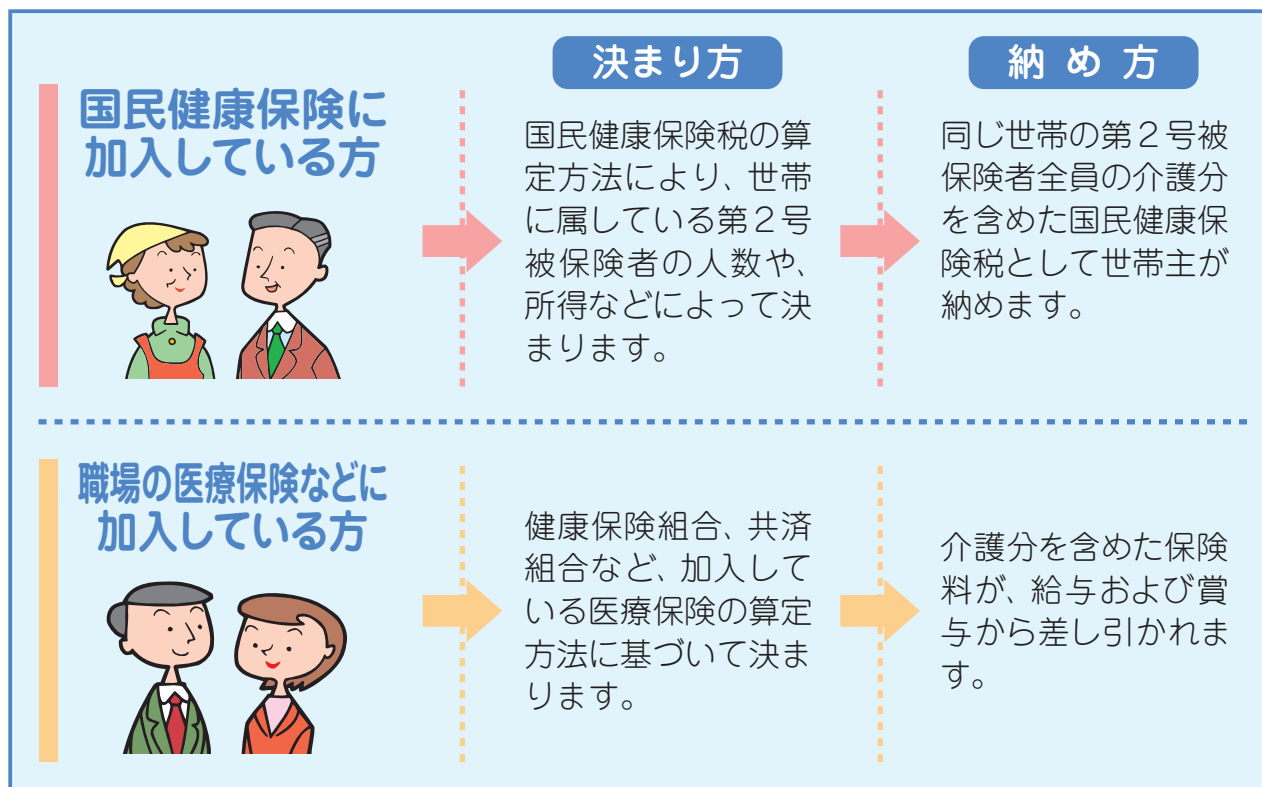 決まり方
納め方
国民健康保険に
加入している方
国民健康保険税の算
定方法により、世帯
に属している第2号
被保険者の人数や、
所得などによって決
まります。
同じ世帯の第2号被
保険者全員の介護分
を含めた国民健康保
険税として世帯主が
納めます。
職場の医療保険などに
加入している方
健康保険組合、共済
組合など、加入して
いる医療保険の算定
方法に基づいて決ま
ります。
介護分を含めた保険
料が、給与および賞
与から差し引かれま
す。